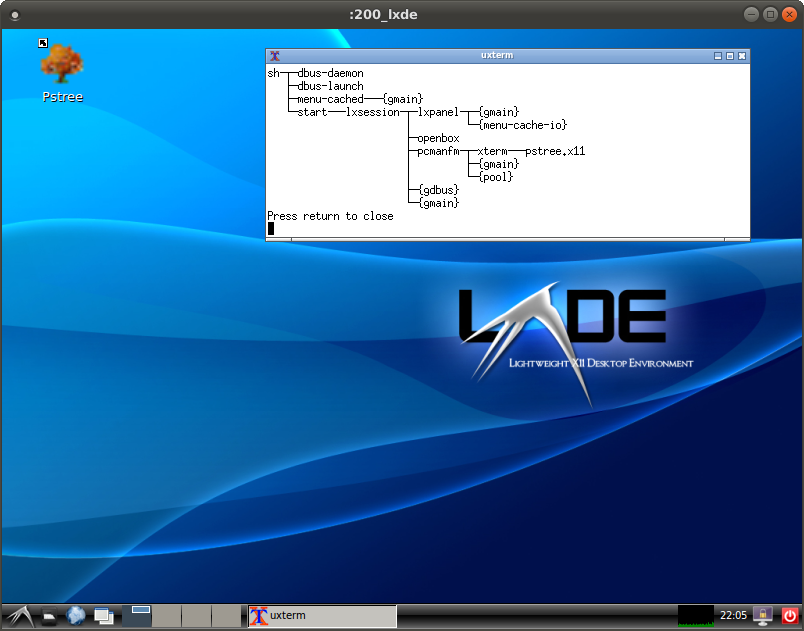 :200_lxde
Pstree
uxterm
sh─┬─dbus-daemon
   ├─dbus-launch
   ├─menu-cached───{gmain}
   └─start───lxsession─┬─lxpanel─┬─{gmain}
                       │         └─{menu-cache-io}
                       ├─openbox
                       ├─pcmanfm─┬─xterm───pstree.x11
                       │         ├─{gmain}
                       │         └─{pool}
                       ├─{gdbus}
                       └─{gmain}
Press return to close
LXDE
Lightweight X11 Desktop Environment
uxterm
22:05